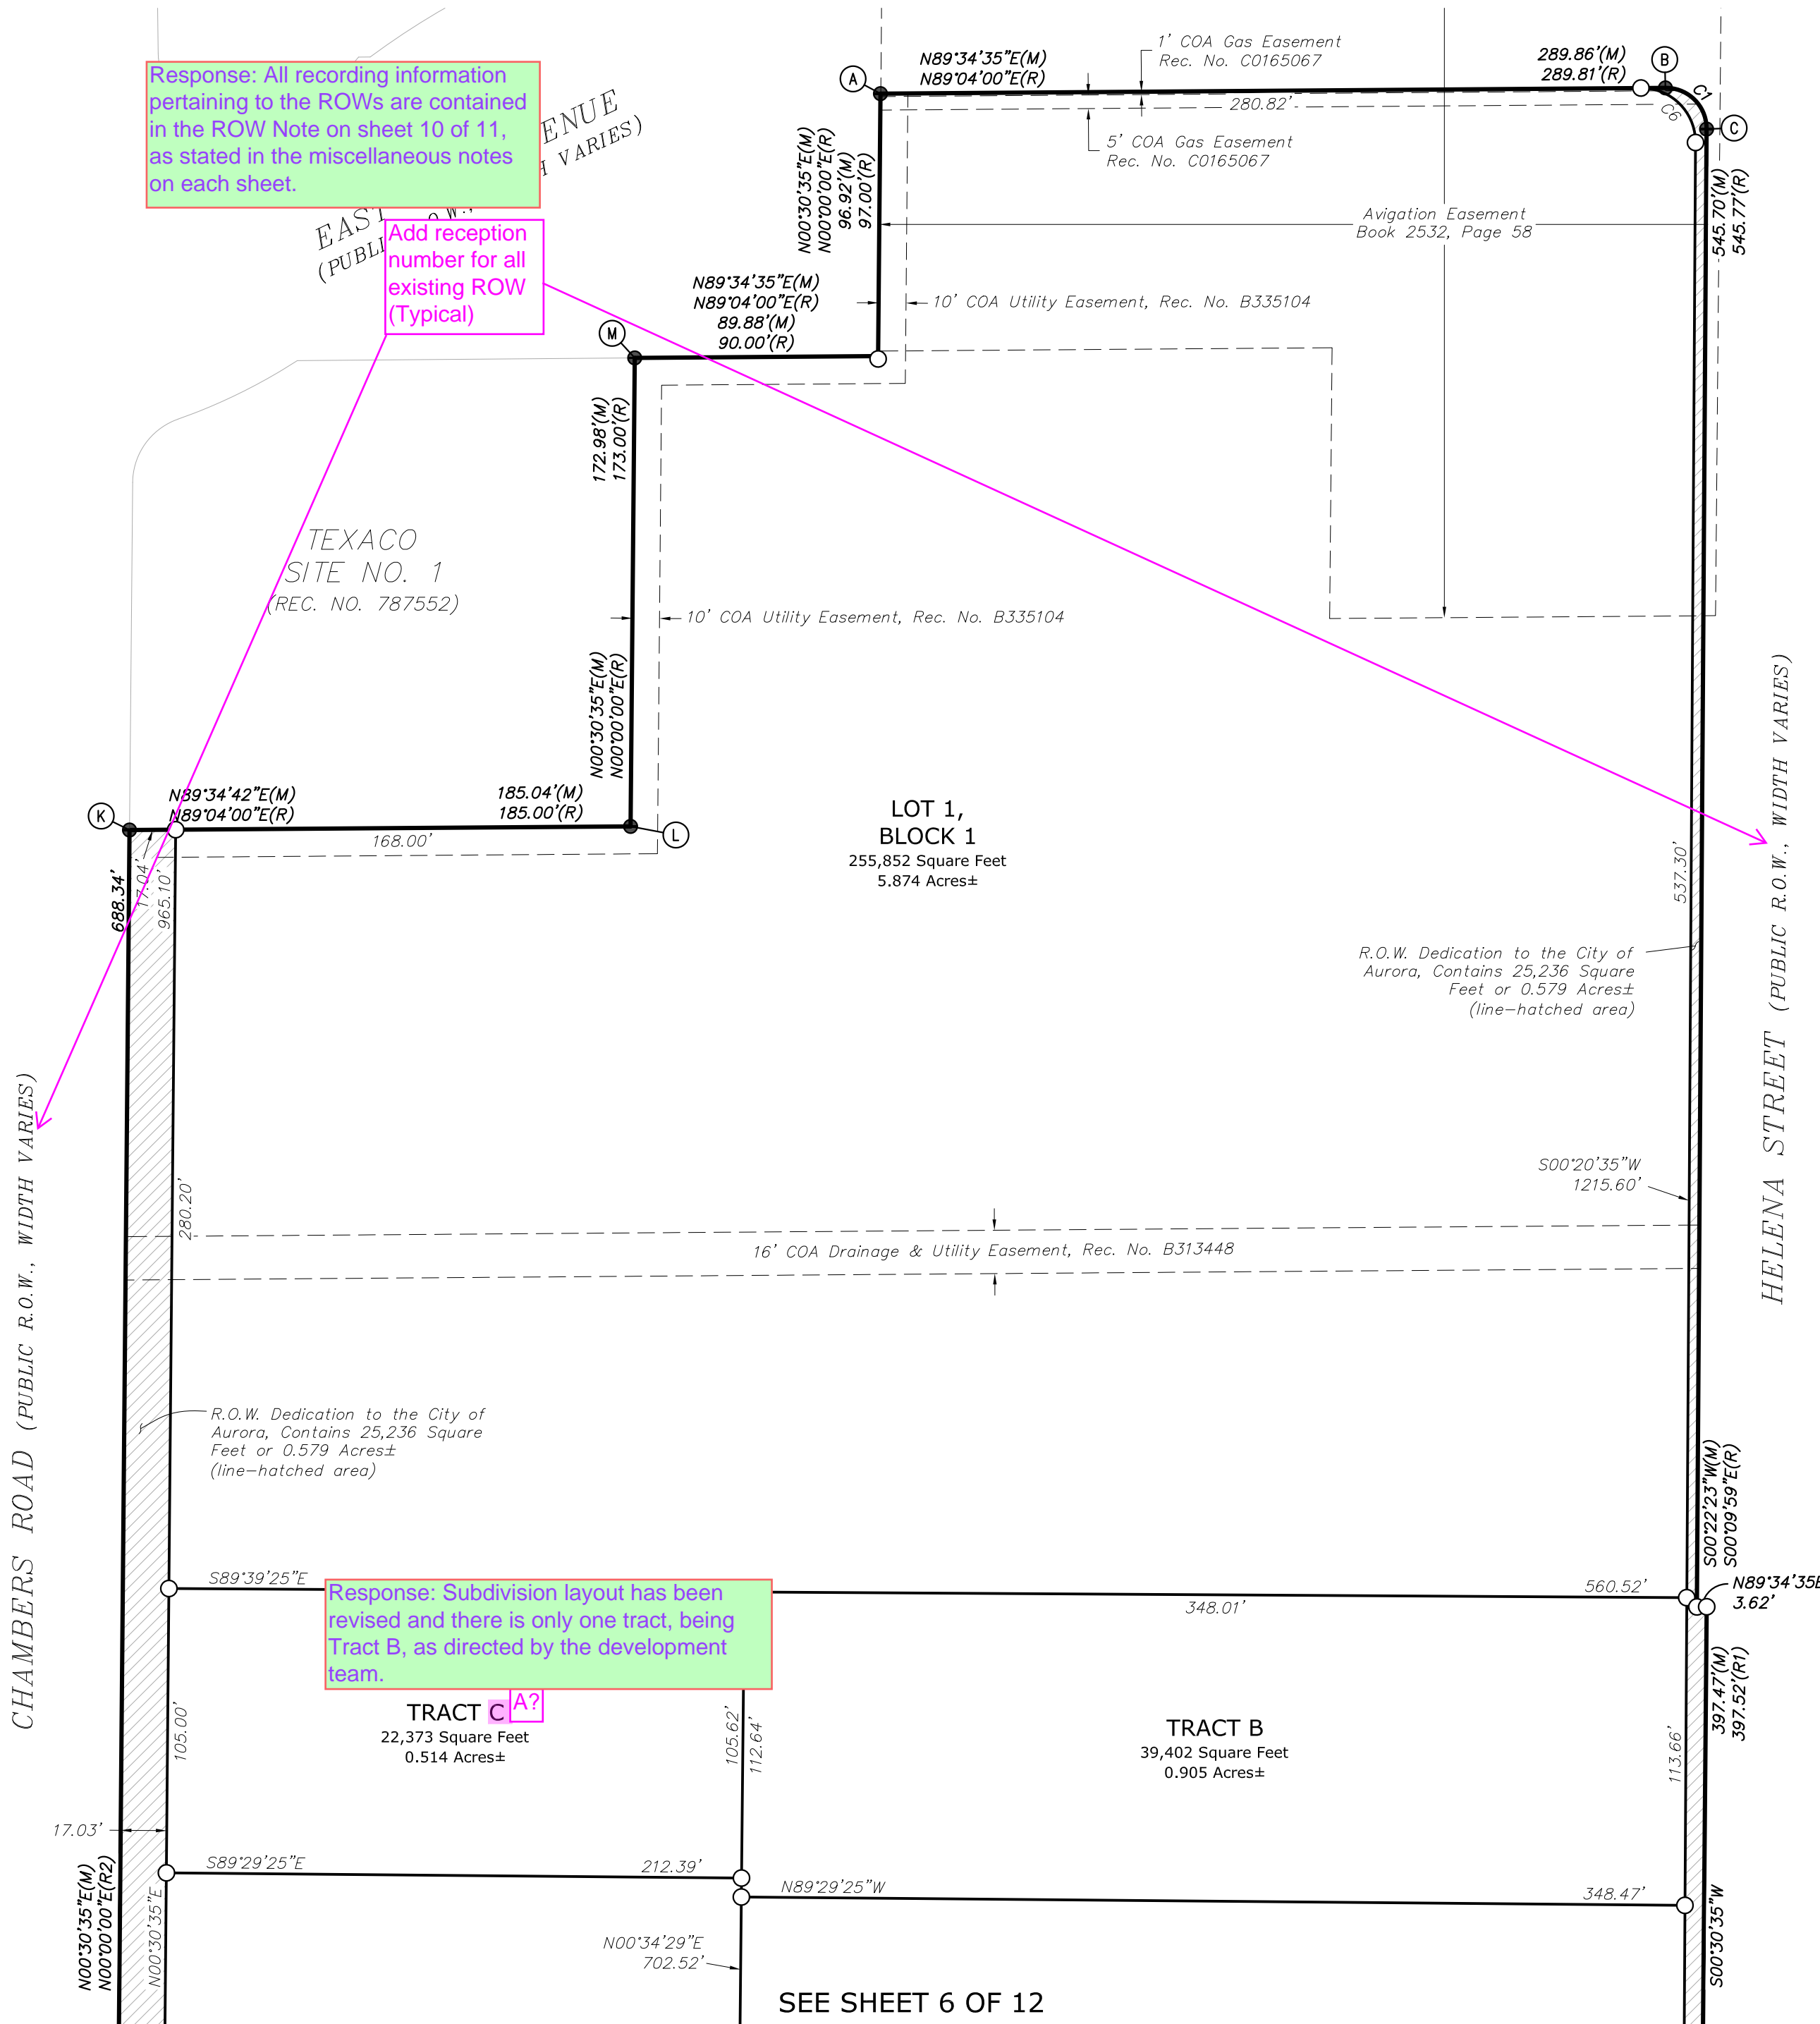 Response: All recording information
pertaining to the ROWs are contained
in the ROW Note on sheet 10 of 11,
as stated in the miscellaneous notes
on each sheet.
EAST
ENUE
(PUBLI
O.W.,
H VARIES)
Add reception
number for all
existing ROW
(Typical)
A
N89°34'35"E(M)
N89°04'00"E(R)
1' COA Gas Easement
Rec. No. C0165067
289.86'(M)
289.81'(R)
B
C1
C6
C
280.82'
5' COA Gas Easement
Rec. No. C0165067
N00°30'35"E(M)
N00°00'00"E(R)
96.92'(M)
97.00'(R)
Avigation Easement
Book 2532, Page 58
545.70'(M)
545.77'(R)
N89°34'35"E(M)
N89°04'00"E(R)
89.88'(M)
90.00'(R)
10' COA Utility Easement, Rec. No. B335104
M
172.98'(M)
173.00'(R)
TEXACO
SITE NO. 1
(REC. NO. 787552)
10' COA Utility Easement, Rec. No. B335104
N00°30'35"E(M)
N00°00'00"E(R)
HELENA STREET (PUBLIC R.O.W., WIDTH VARIES)
K
N89°34'42"E(M)
N89°04'00"E(R)
185.04'(M)
185.00'(R)
L
168.00'
LOT 1,
BLOCK 1
255,852 Square Feet
5.874 Acres±
688.34'
17.04'
965.10'
537.30'
R.O.W. Dedication to the City of
Aurora, Contains 25,236 Square
Feet or 0.579 Acres±
(line-hatched area)
CHAMBERS ROAD (PUBLIC R.O.W., WIDTH VARIES)
S00°20'35"W
1215.60'
280.20'
16' COA Drainage & Utility Easement, Rec. No. B313448
R.O.W. Dedication to the City of
Aurora, Contains 25,236 Square
Feet or 0.579 Acres±
(line-hatched area)
S00°22'23"W(M)
S00°09'59"E(R)
S89°39'25"E
560.52'
N89°34'35E
3.62'
348.01'
Response: Subdivision layout has been
revised and there is only one tract, being
Tract B, as directed by the development
team.
TRACT C A?
22,373 Square Feet
0.514 Acres±
105.00'
105.62'
112.64'
TRACT B
39,402 Square Feet
0.905 Acres±
113.66'
397.47'(M)
397.52'(R1)
17.03'
S89°29'25"E
212.39'
N89°29'25"W
348.47'
N00°30'35"E(M)
N00°00'00"E(R2)
N00°30'35"E
N00°34'29"E
702.52'
S00°30'35"W
SEE SHEET 6 OF 12